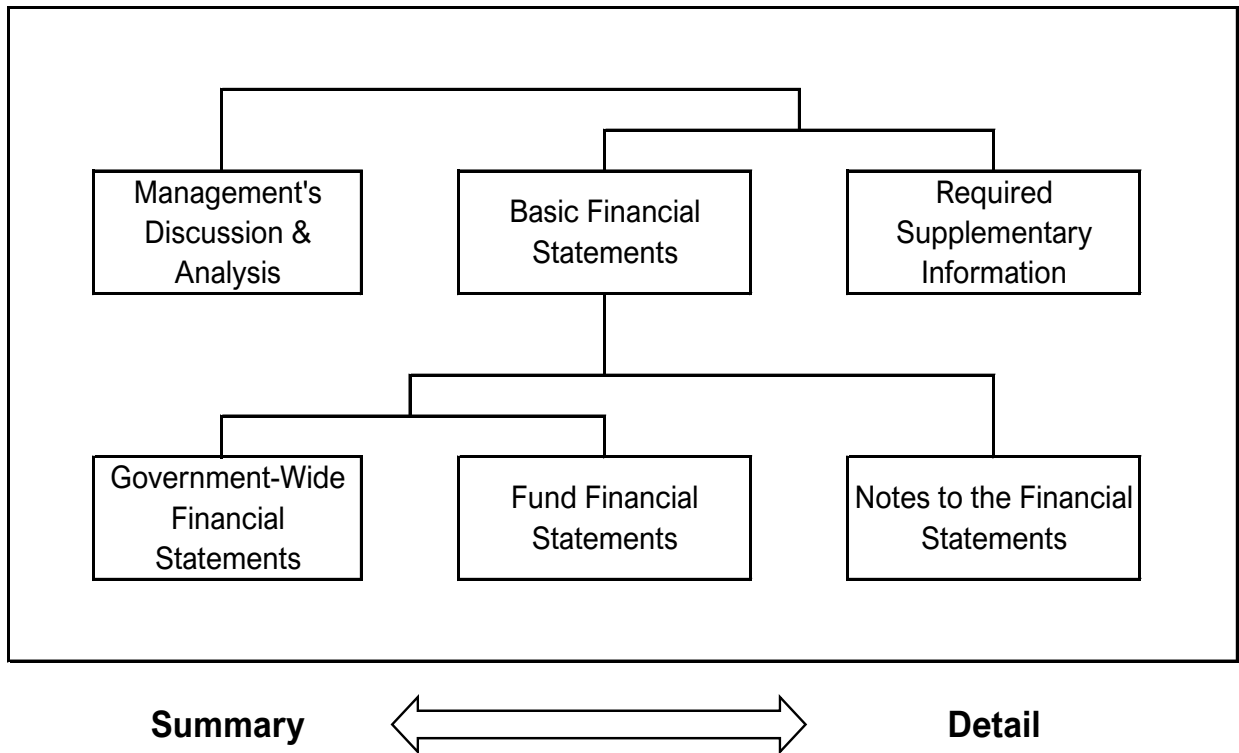 Management's
Discussion &
Analysis
Basic Financial
Statements
Required
Supplementary
Information
Government-Wide
Financial
Statements
Fund Financial
Statements
Notes to the Financial
Statements
Summary
Detail